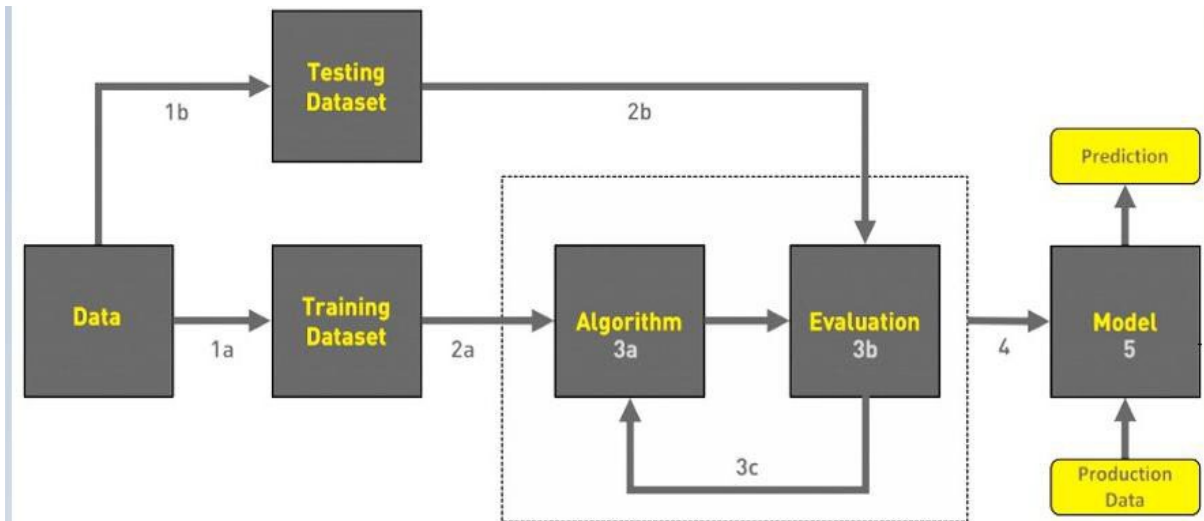 Testing
Dataset
1b
2b
Prediction
Data
Training
Dataset
Algorithm
3a
Evaluation
3b
Model
5
1a
2a
4
3c
Production
Data